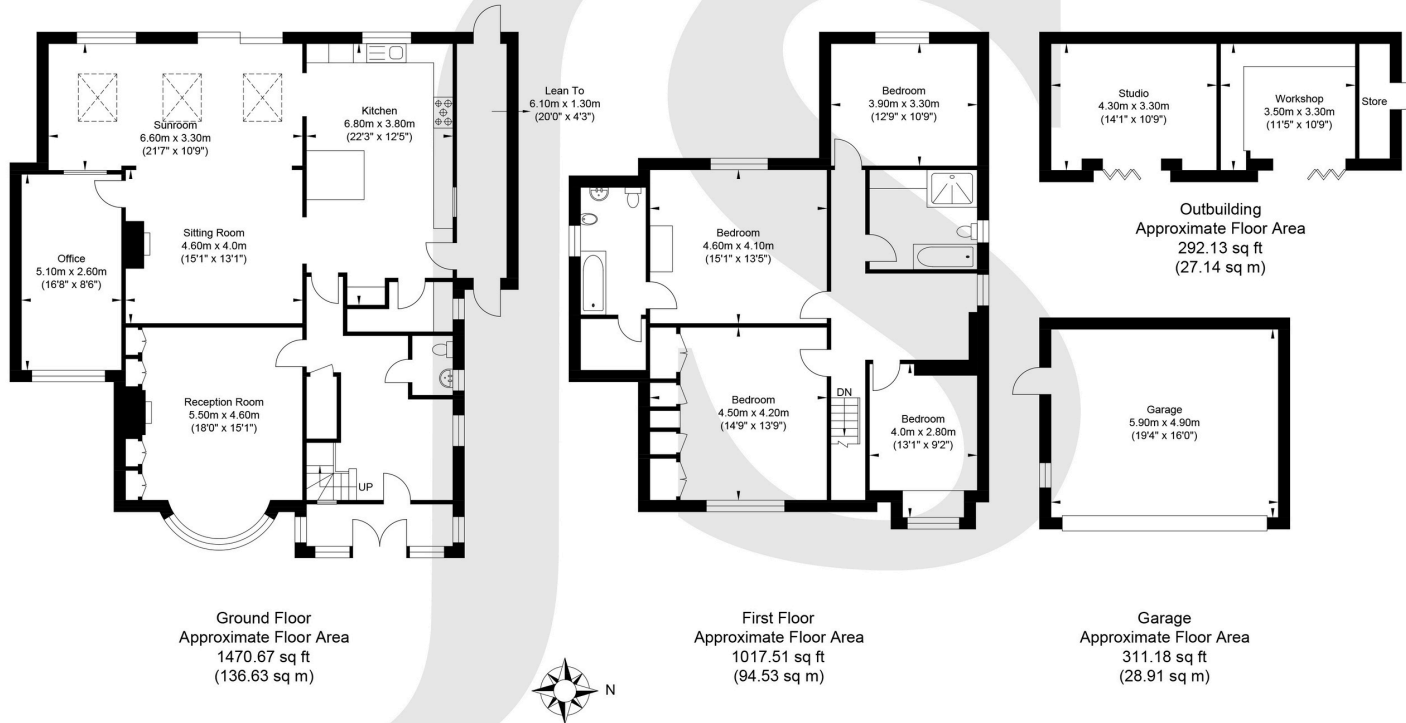 Sunroom
6.60m x 3.30m
(21'7" x 10'9")
Kitchen
6.80m x 3.80m
(22'3" x 12'5")
Lean To
6.10m x 1.30m
(20'0" x 4'3")
Office
5.10m x 2.60m
(16'8" x 8'6")
Sitting Room
4.60m x 4.0m
(15'1" x 13'1")
Reception Room
5.50m x 4.60m
(18'0" x 15'1")
UP
Ground Floor
Approximate Floor Area
1470.67 sq ft
(136.63 sq m)
Bedroom
3.90m x 3.30m
(12'9" x 10'9")
Bedroom
4.60m x 4.10m
(15'1" x 13'5")
Bedroom
4.50m x 4.20m
(14'9" x 13'9")
DN
Bedroom
4.0m x 2.80m
(13'1" x 9'2")
First Floor
Approximate Floor Area
1017.51 sq ft
(94.53 sq m)
N
Studio
4.30m x 3.30m
(14'1" x 10'9")
Workshop
3.50m x 3.30m
(11'5" x 10'9")
Store
Outbuilding
Approximate Floor Area
292.13 sq ft
(27.14 sq m)
Garage
5.90m x 4.90m
(19'4" x 16'0")
Garage
Approximate Floor Area
311.18 sq ft
(28.91 sq m)